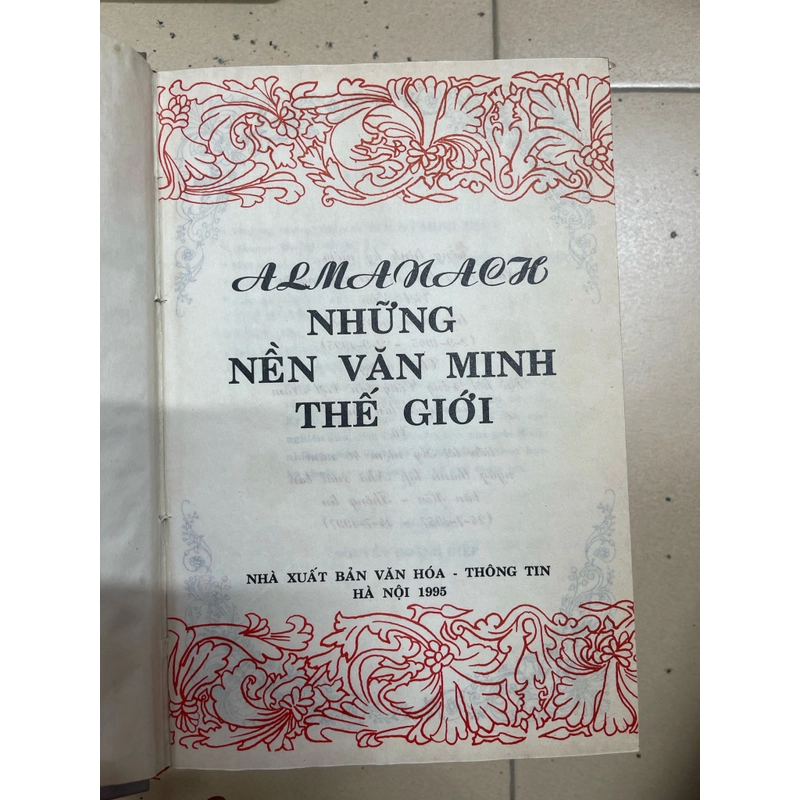 ALMANACH
NHỮNG
NỀN VĂN MINH
THẾ GIỚI
NHÀ XUẤT BẢN VĂN HÓA - THÔNG TIN
HÀ NỘI 1995